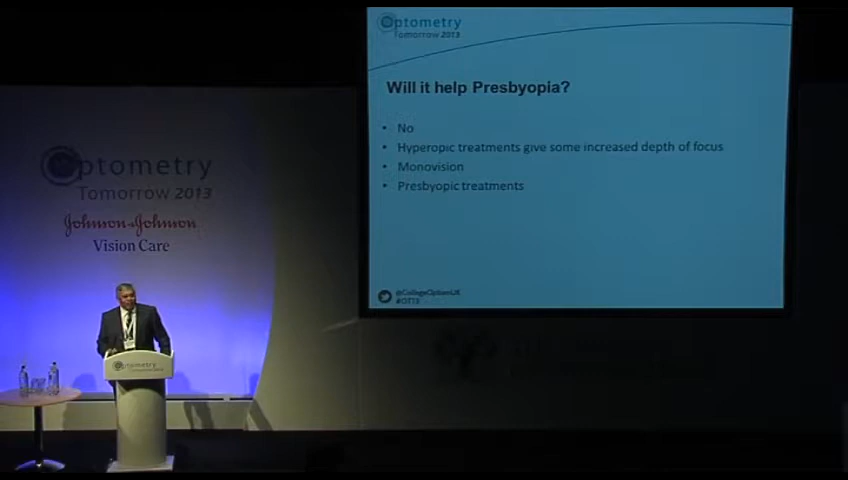 Optometry
Tomorrow 2013
Will it help Presbyopia?
• No
• Hyperopic treatments give some increased depth of focus
• Monovision
• Presbyopic treatments
@CollegeOptomUK
#OT13
Optometry
Tomorrow 2013
Johnson & Johnson
Vision Care
Optometry